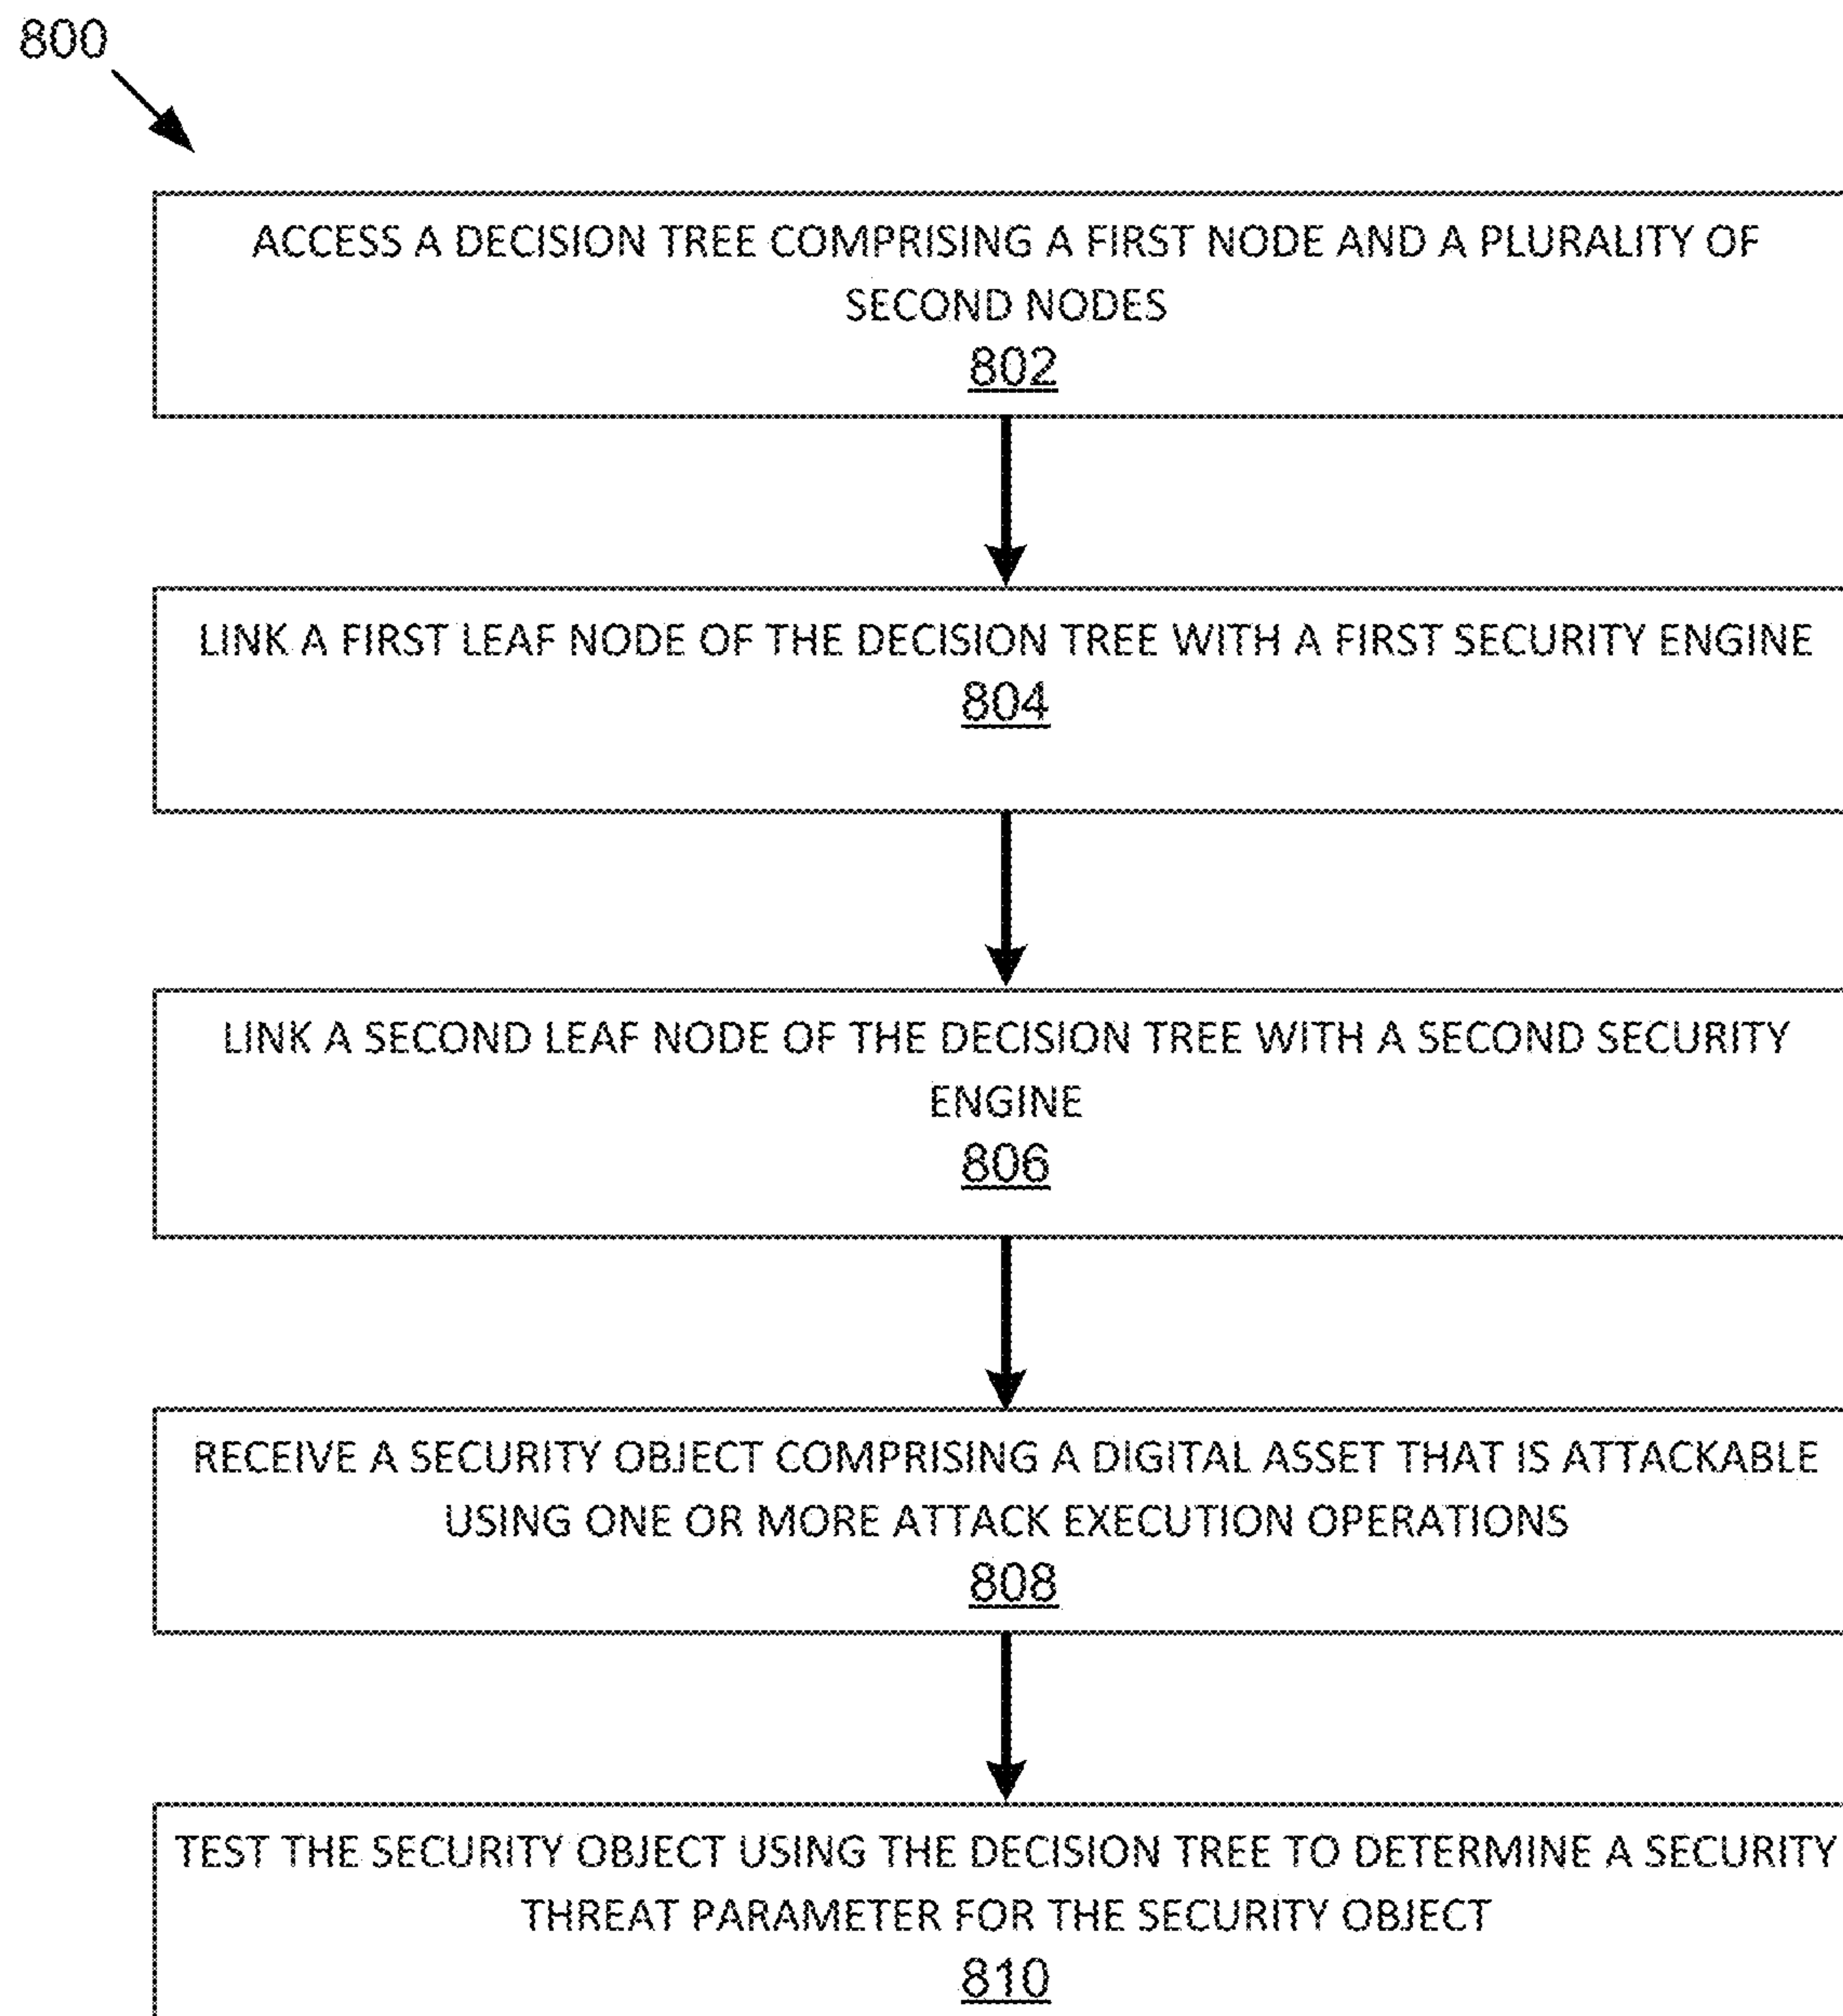 800
ACCESS A DECISION TREE COMPRISING A FIRST NODE AND A PLURALITY OF
SECOND NODES
802
LINK A FIRST LEAF NODE OF THE DECISION TREE WITH A FIRST SECURITY ENGINE
804
LINK A SECOND LEAF NODE OF THE DECISION TREE WITH A SECOND SECURITY
ENGINE
806
RECEIVE A SECURITY OBJECT COMPRISING A DIGITAL ASSET THAT IS ATTACKABLE
USING ONE OR MORE ATTACK EXECUTION OPERATIONS
808
TEST THE SECURITY OBJECT USING THE DECISION TREE TO DETERMINE A SECURITY
THREAT PARAMETER FOR THE SECURITY OBJECT
810